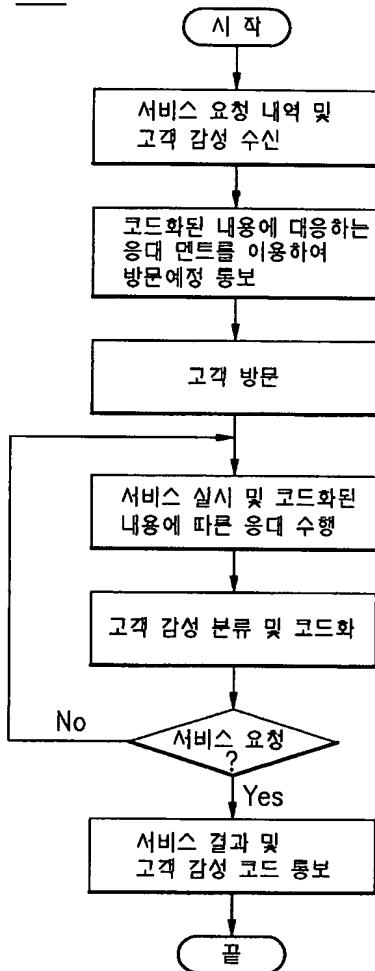 시 작
서비스 요청 내역 및
고객 감성 수신
코드화된 내용에 대응하는
응대 멘트를 이용하여
방문예정 통보
고객 방문
서비스 실시 및 코드화된
내용에 따른 응대 수행
고객 감성 분류 및 코드화
No
서비스 요청
?
Yes
서비스 결과 및
고객 감성 코드 통보
끝